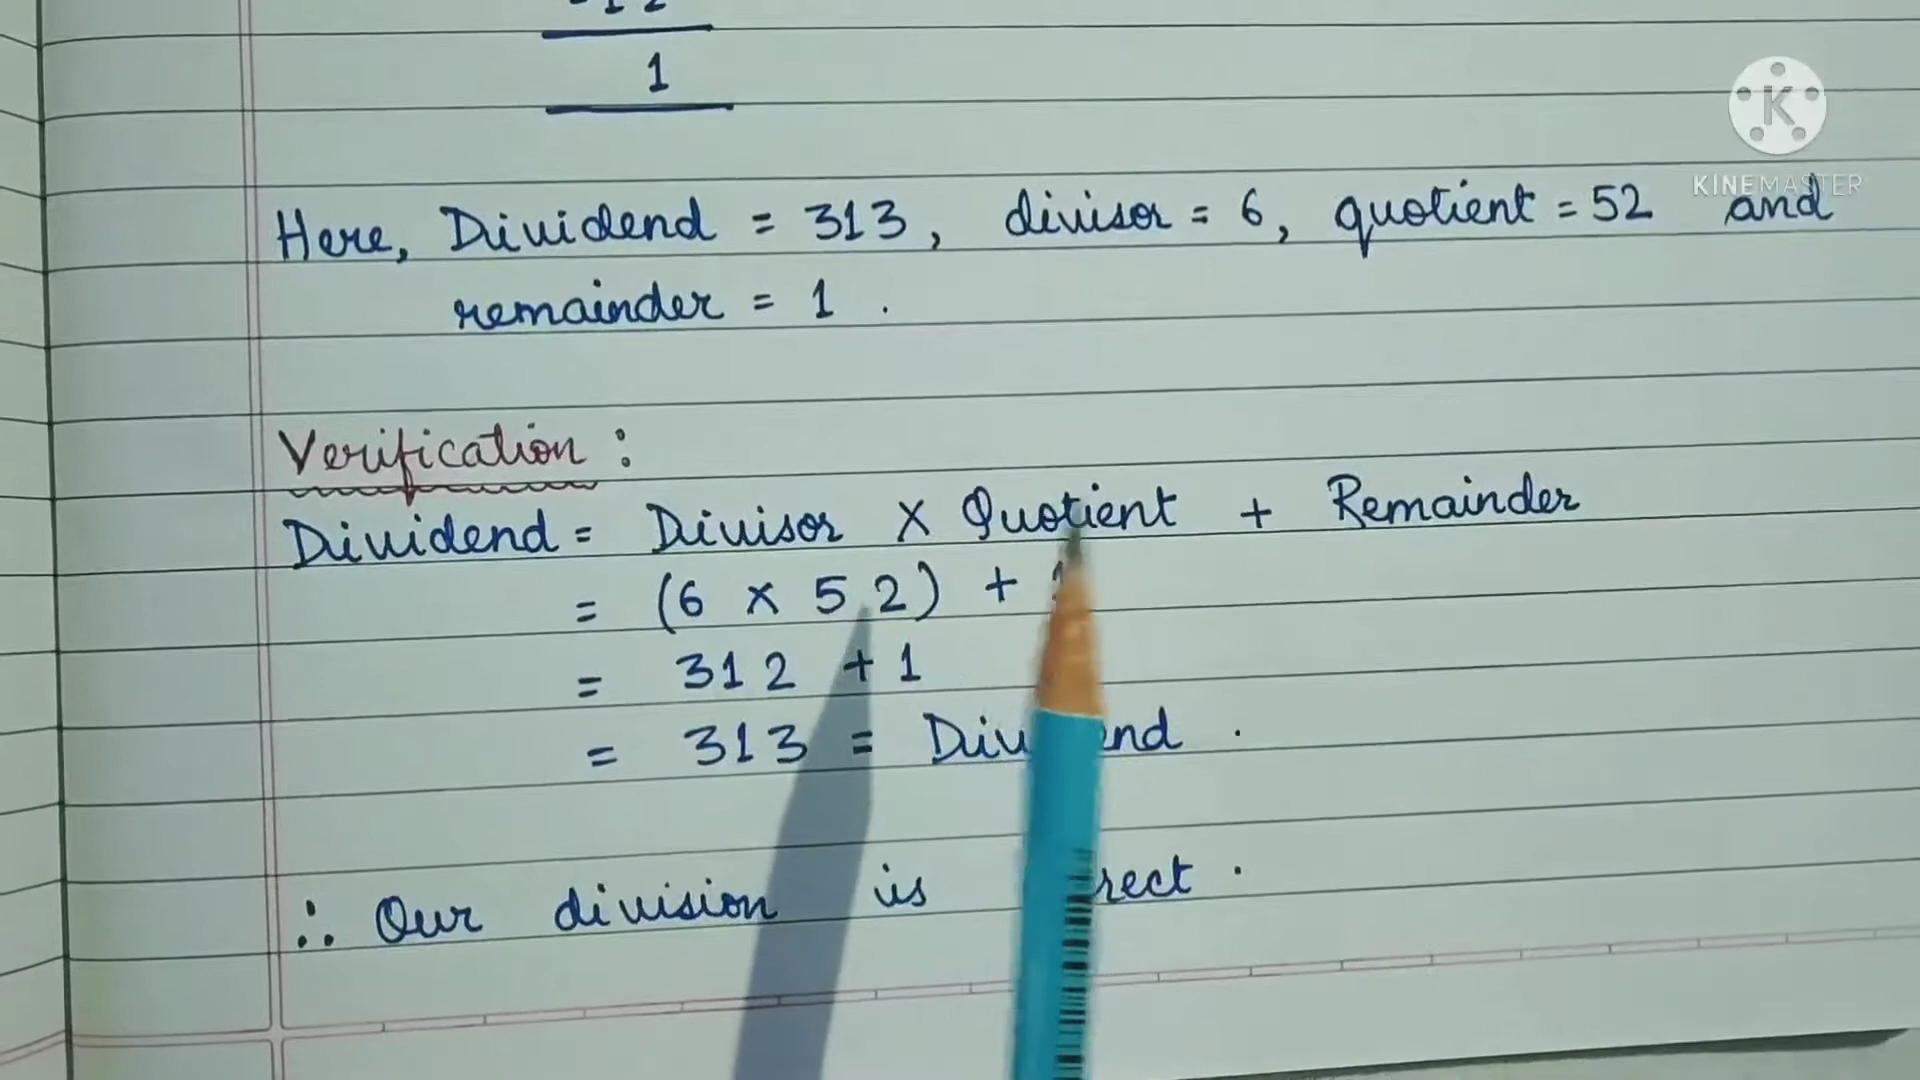 1
K
KINEMASTER
Here, Dividend = 313, divisor = 6, quotient = 52 and
remainder = 1 .
Verification :
Dividend = Divisor X Quotient + Remainder
= (6 x 52) +
= 312 + 1
= 313 = .
∴ Our division is .